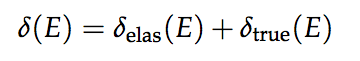 δ(E) = δ_elas(E) + δ_true(E)